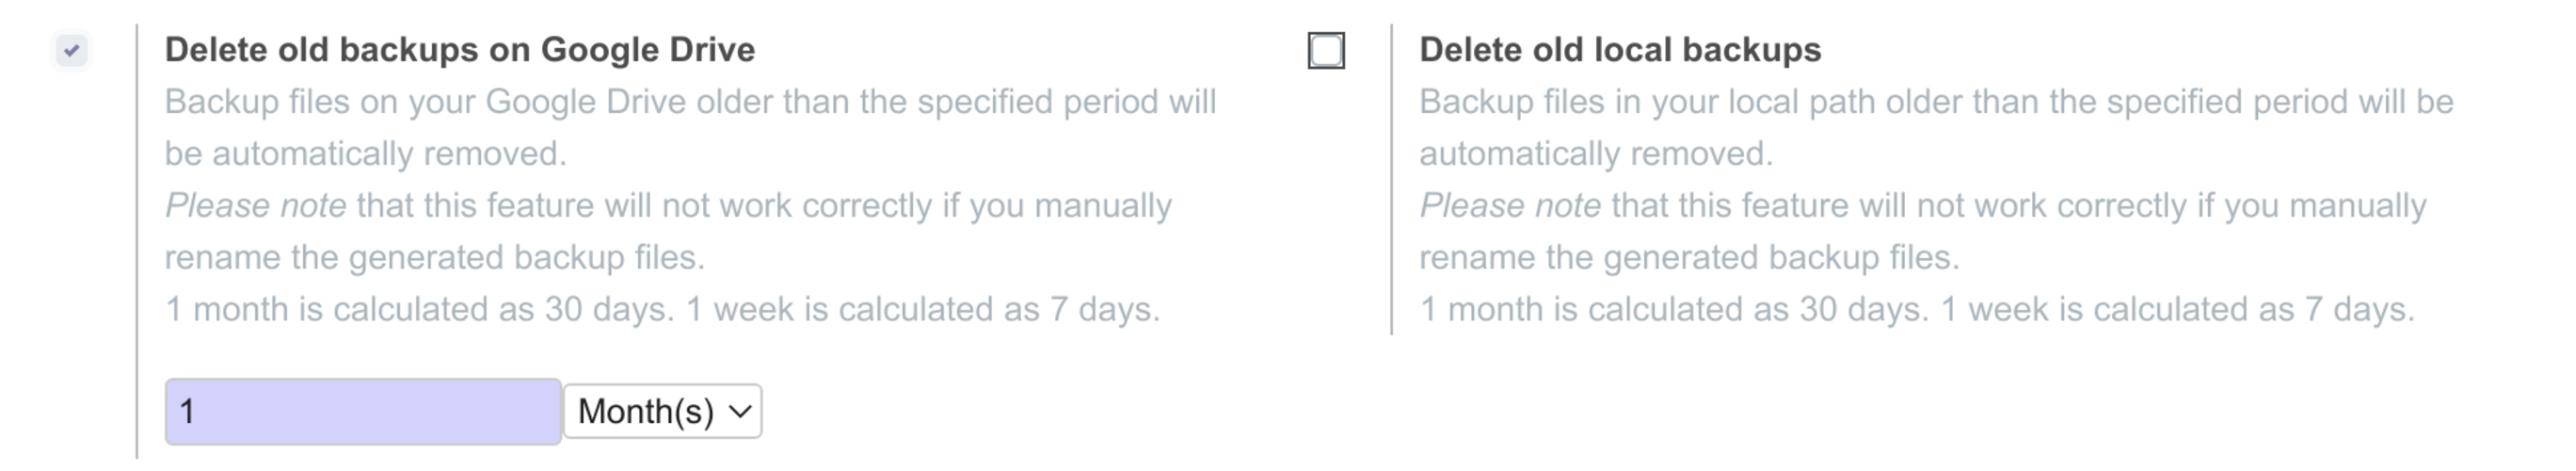 Delete old backups on Google Drive
Backup files on your Google Drive older than the specified period will
be automatically removed.
Please note that this feature will not work correctly if you manually
rename the generated backup files.
1 month is calculated as 30 days. 1 week is calculated as 7 days.
1
Month(s)
Delete old local backups
Backup files in your local path older than the specified period will be
automatically removed.
Please note that this feature will not work correctly if you manually
rename the generated backup files.
1 month is calculated as 30 days. 1 week is calculated as 7 days.